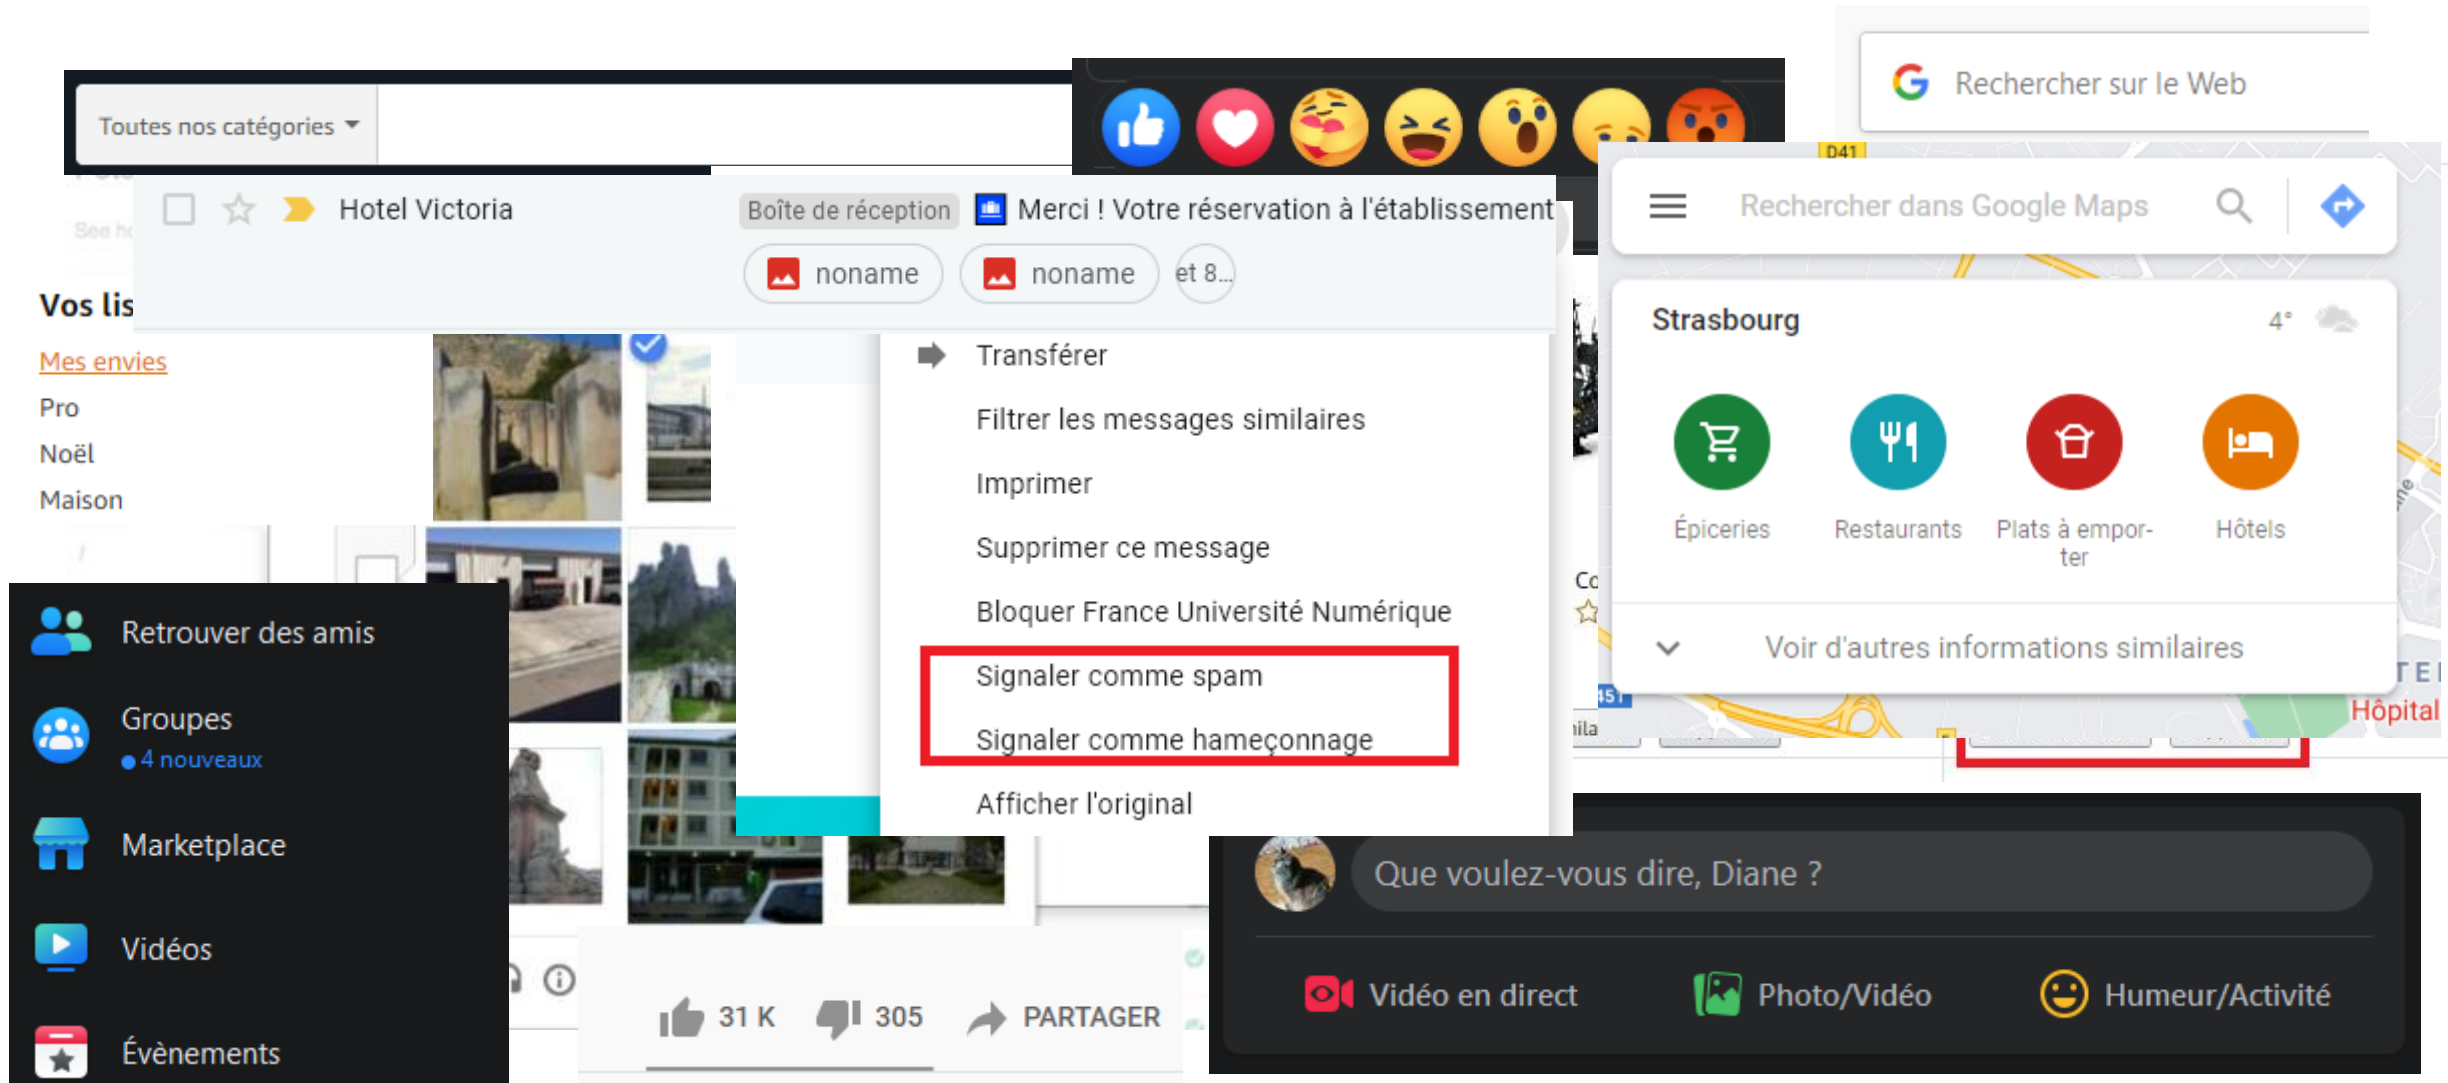 Rechercher sur le Web
Toutes nos catégories
D41
Hotel Victoria
Boîte de réception
Merci ! Votre réservation à l'établissement
noname
noname
et 8...
Rechercher dans Google Maps
Strasbourg
4°
Épiceries
Restaurants
Plats à empor-
ter
Hôtels
Voir d'autres informations similaires
Hôpital
Vos lis
Mes envies
Pro
Noël
Maison
Transférer
Filtrer les messages similaires
Imprimer
Supprimer ce message
Bloquer France Université Numérique
Signaler comme spam
Signaler comme hameçonnage
Afficher l'original
Retrouver des amis
Groupes
4 nouveaux
Marketplace
Vidéos
Évènements
31 K
305
PARTAGER
Que voulez-vous dire, Diane ?
Vidéo en direct
Photo/Vidéo
Humeur/Activité